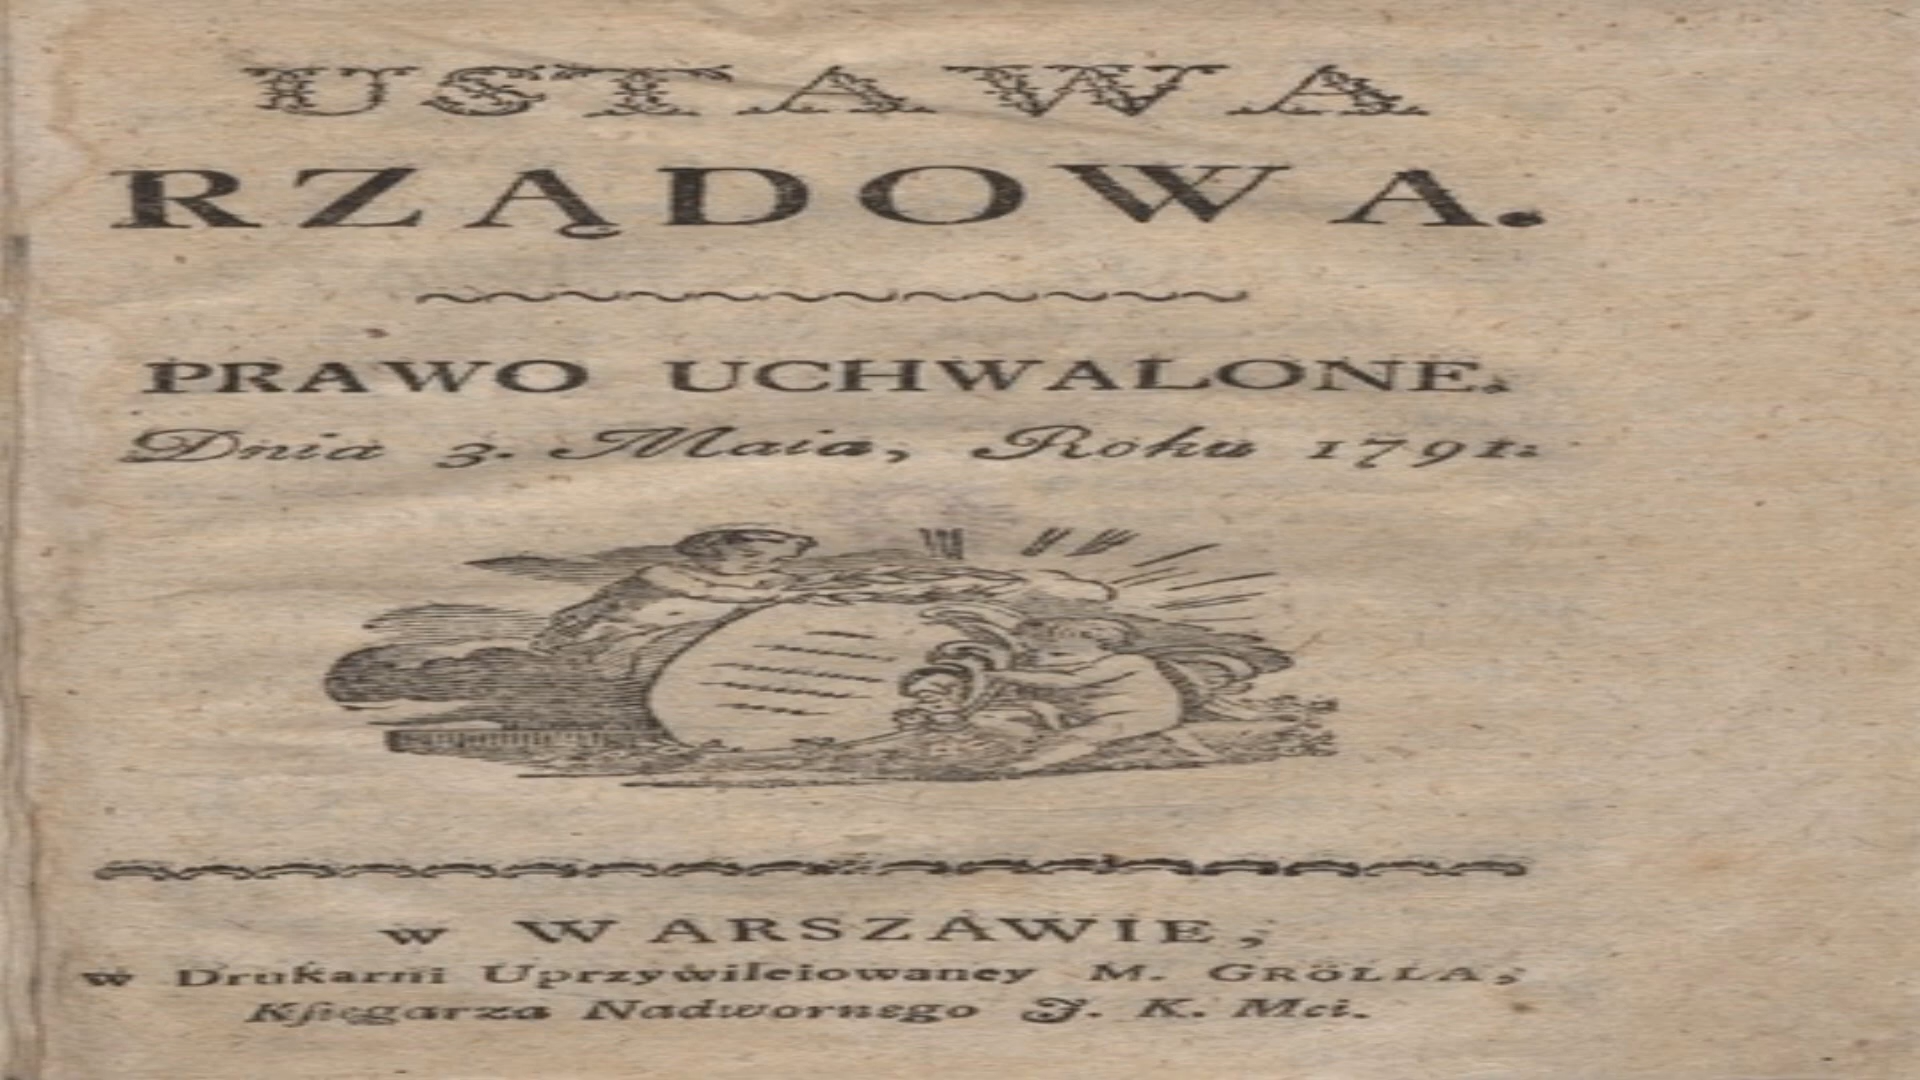 USTAWA
RZĄDOWA.
PRAWO UCHWALONE.
Dnia 3. Maia, Roku 1791.
w WARSZAWIE,
w Drukarni Uprzywileiowaney M. GRÖLLA,
Kſięgarza Nadwornego J. K. Mci.